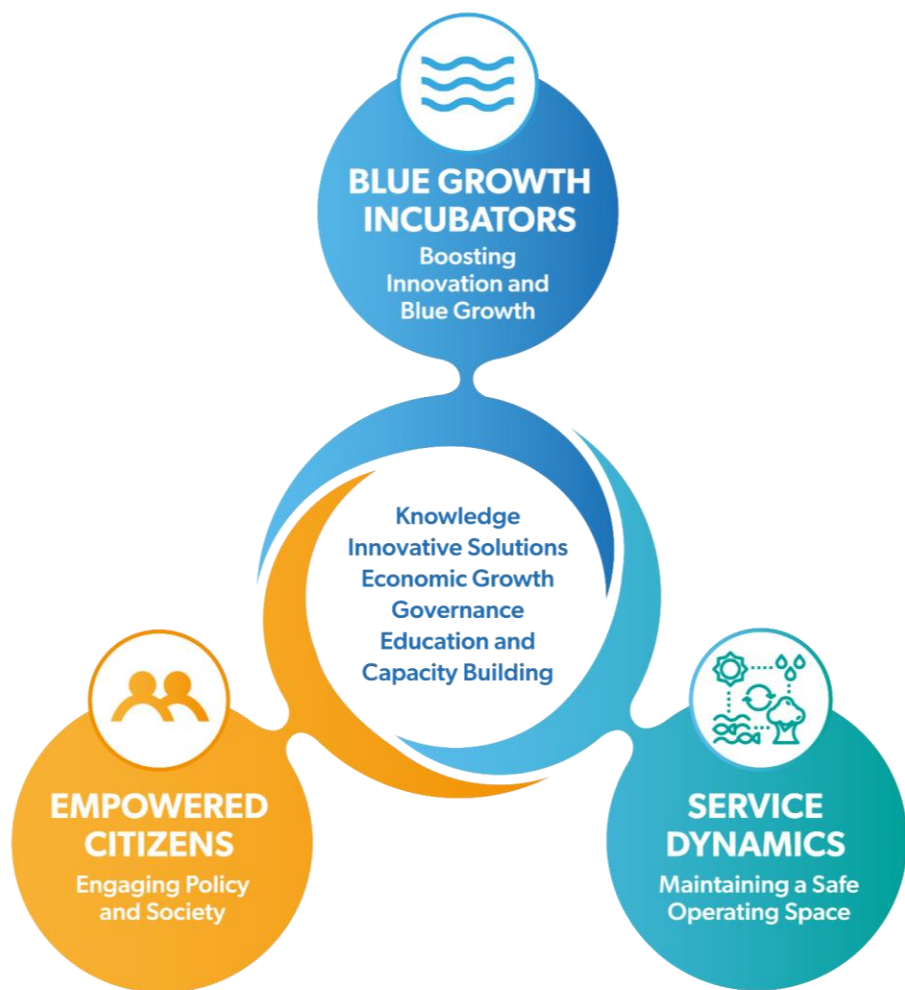 BLUE GROWTH
INCUBATORS
Boosting
Innovation and
Blue Growth
Knowledge
Innovative Solutions
Economic Growth
Governance
Education and
Capacity Building
EMPOWERED
CITIZENS
Engaging Policy
and Society
SERVICE
DYNAMICS
Maintaining a Safe
Operating Space